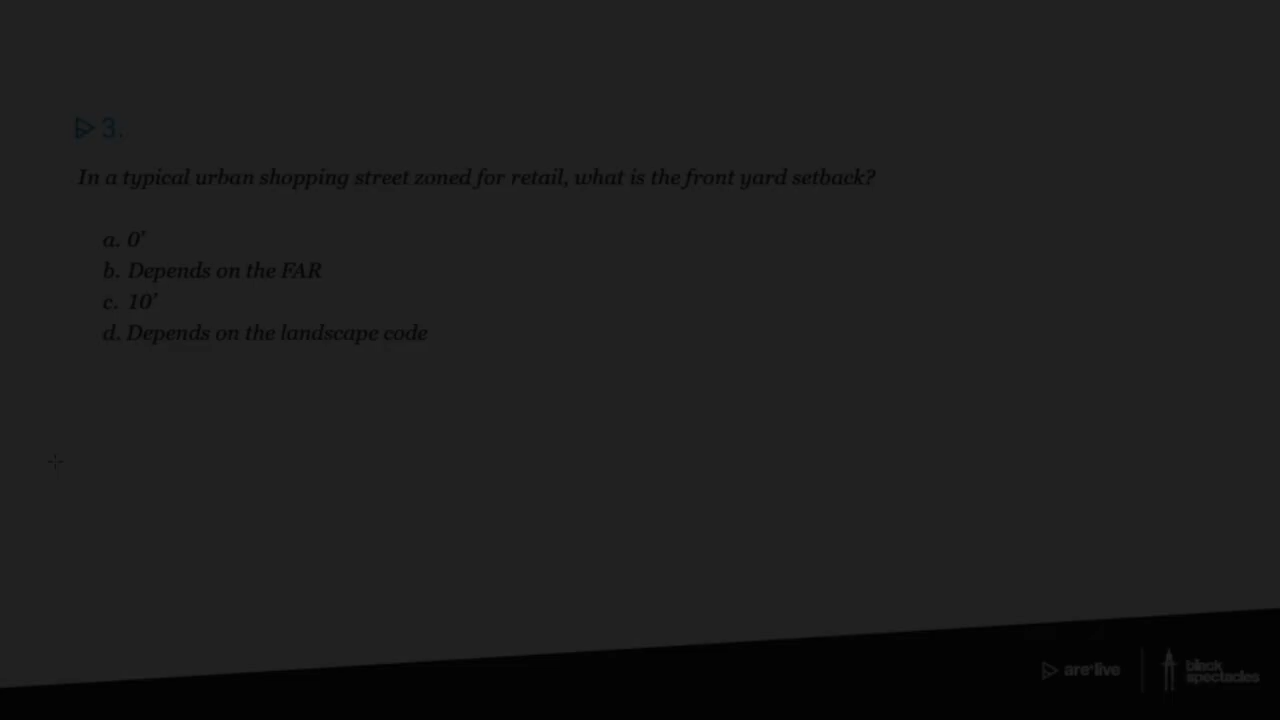 3.
In a typical urban shopping street zoned for retail, what is the front yard setback?
a. 0'
b. Depends on the FAR
c. 10'
d. Depends on the landscape code
are*live
black
spectacles